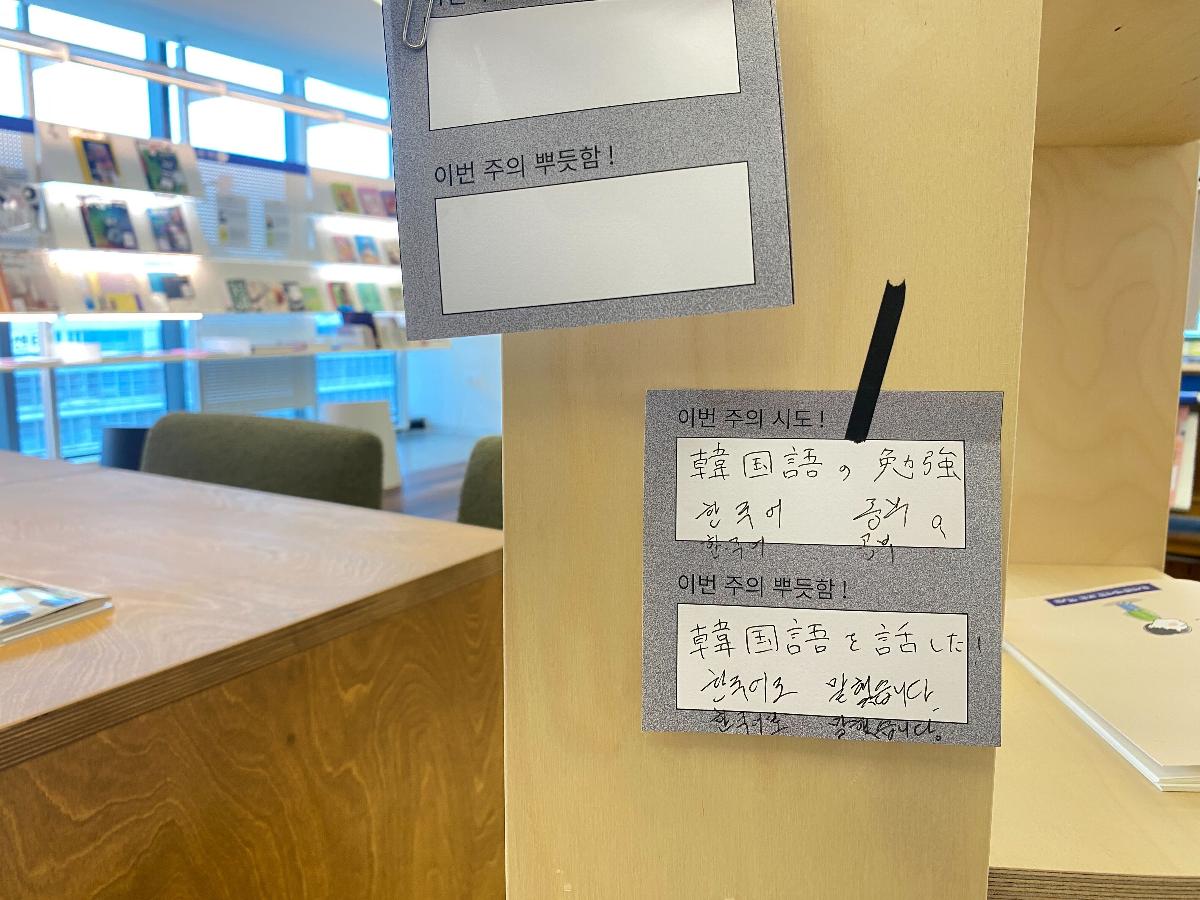 이번 주의 뿌듯함 !
이번 주의 시도 !
韓国語の 勉強
한국어 공부
한국어 공부
이번 주의 뿌듯함 !
韓国語を話した!
한국어로 말했습니다.
한국어로 말했습니다.